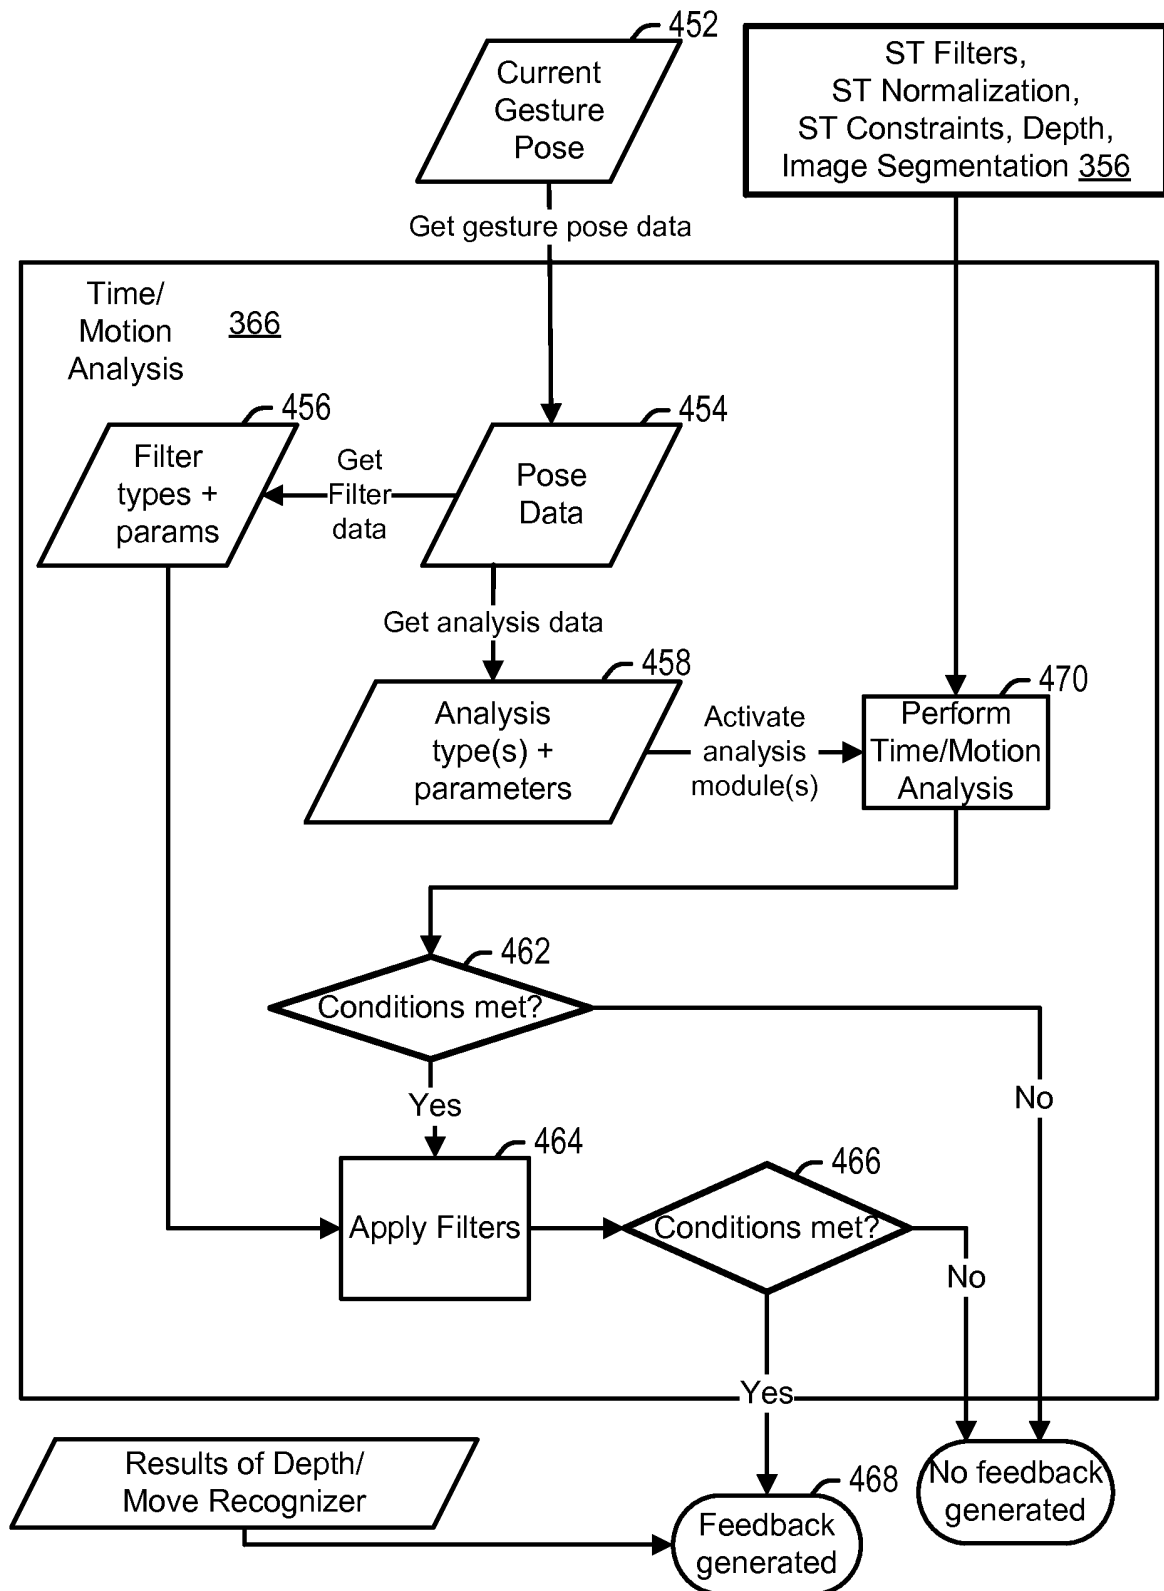 452
Current
Gesture
Pose
ST Filters,
ST Normalization,
ST Constraints, Depth,
Image Segmentation 356
Get gesture pose data
Time/
Motion
Analysis
366
456
Filter
types +
params
Get
Filter
data
454
Pose
Data
Get analysis data
458
Analysis
type(s) +
parameters
Activate
analysis
module(s)
470
Perform
Time/Motion
Analysis
462
Conditions met?
Yes
No
464
Apply Filters
466
Conditions met?
No
Yes
Results of Depth/
Move Recognizer
468
Feedback
generated
No feedback
generated